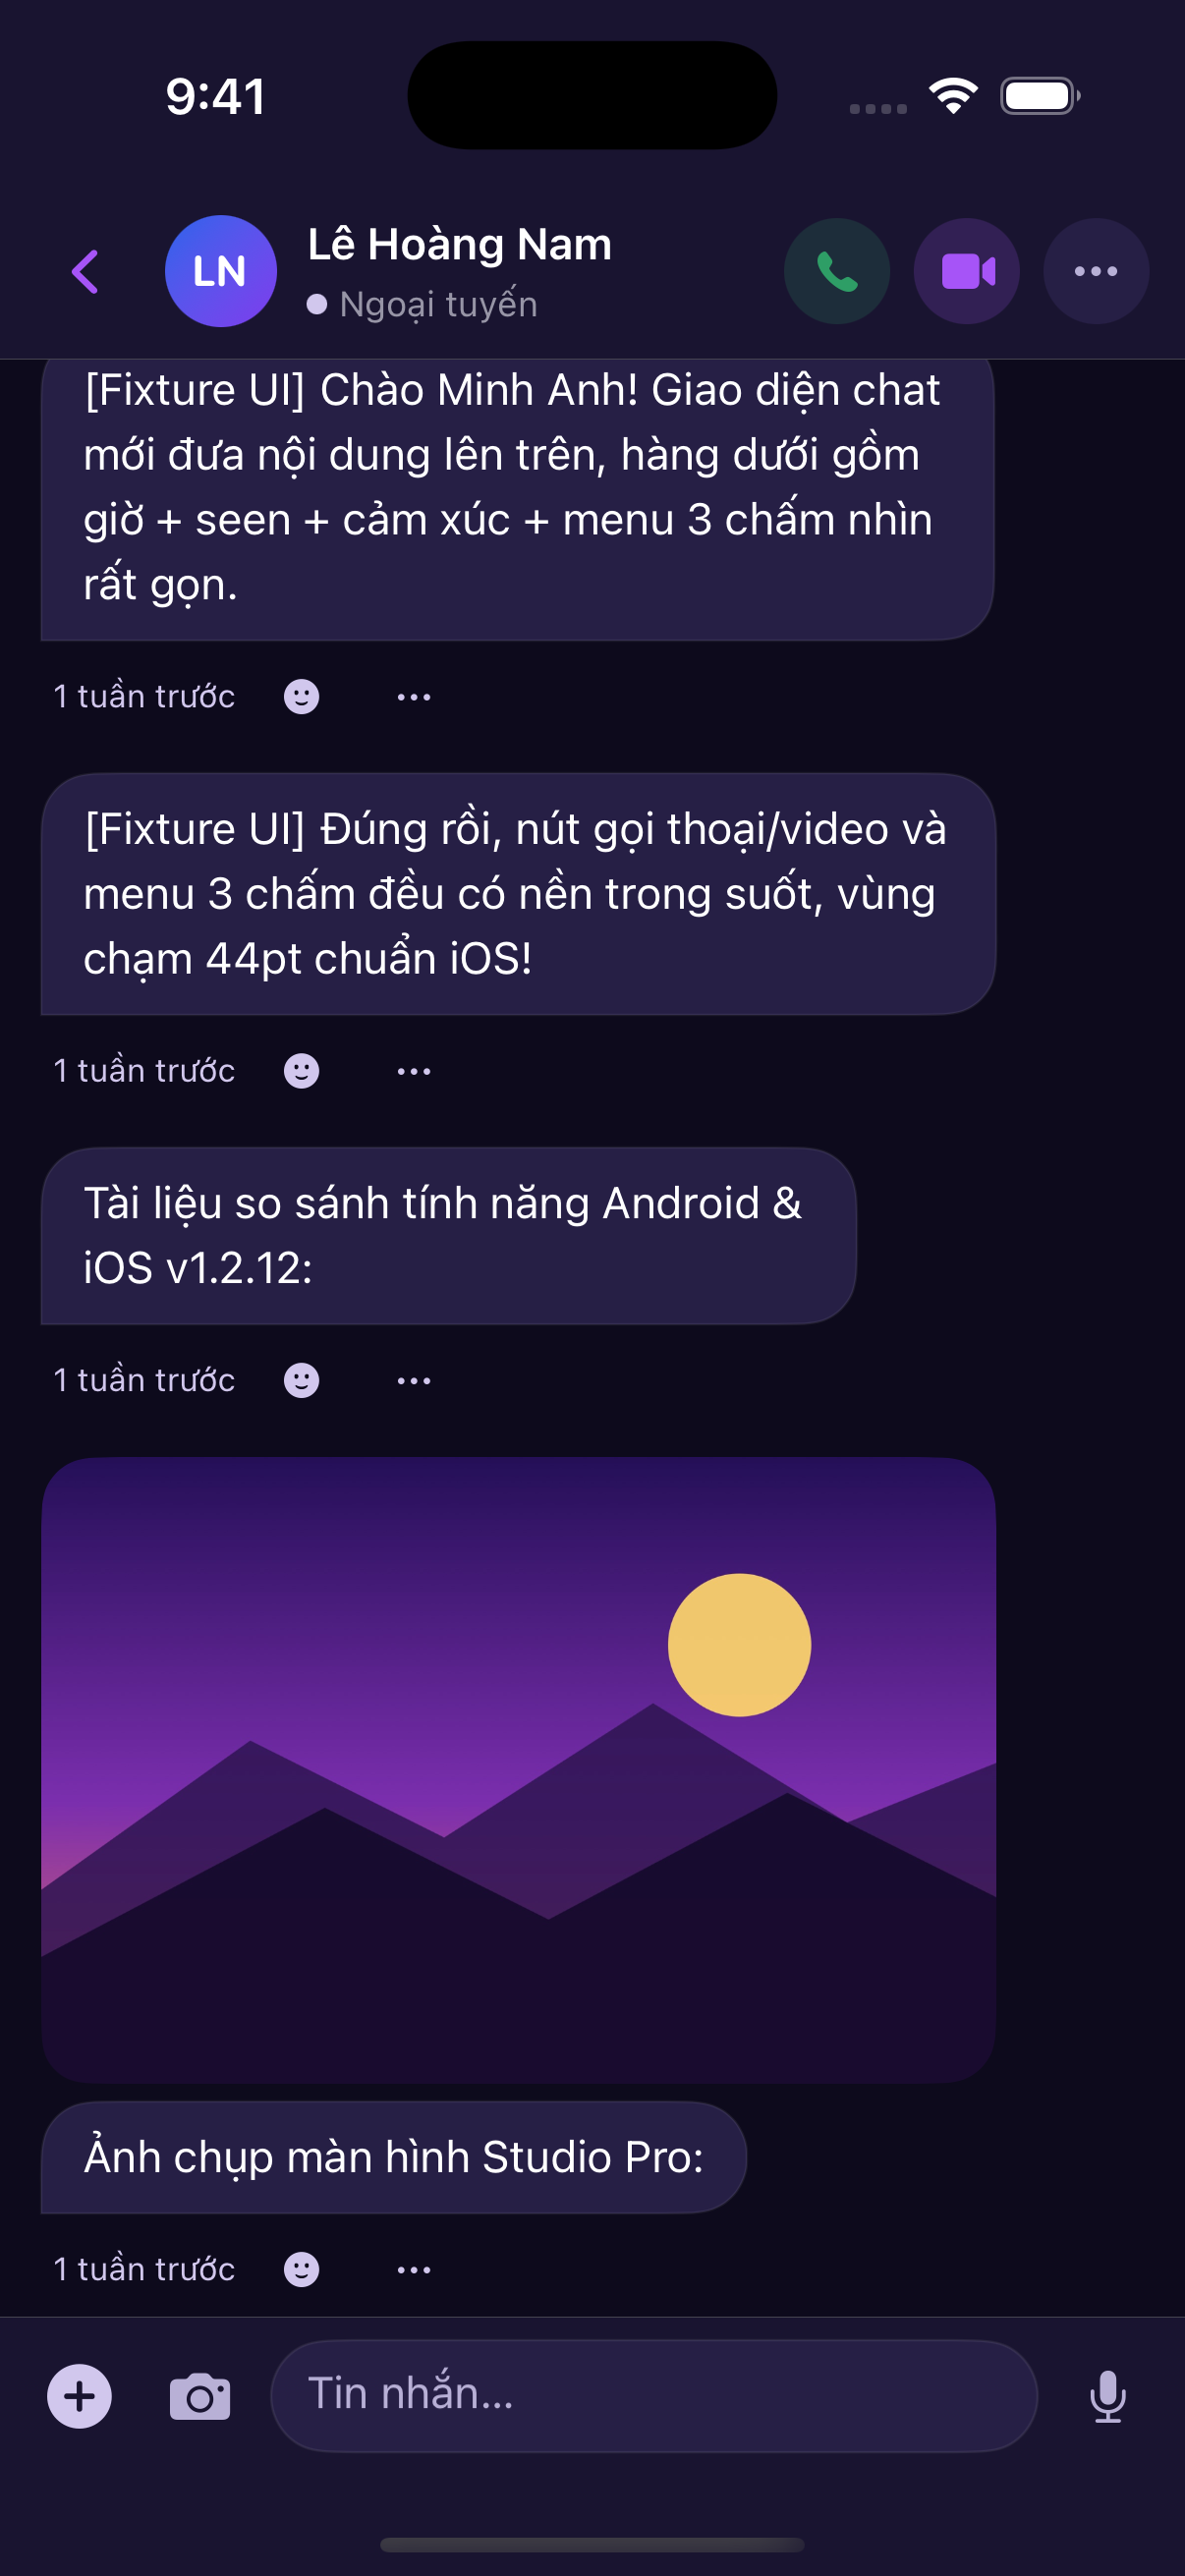 9:41
LN
Lê Hoàng Nam
Ngoại tuyến
[Fixture UI] Chào Minh Anh! Giao diện chat
mới đưa nội dung lên trên, hàng dưới gồm
giờ + seen + cảm xúc + menu 3 chấm nhìn
rất gọn.
1 tuần trước
[Fixture UI] Đúng rồi, nút gọi thoại/video và
menu 3 chấm đều có nền trong suốt, vùng
chạm 44pt chuẩn iOS!
1 tuần trước
Tài liệu so sánh tính năng Android &
iOS v1.2.12:
1 tuần trước
Ảnh chụp màn hình Studio Pro:
1 tuần trước
Tin nhắn...